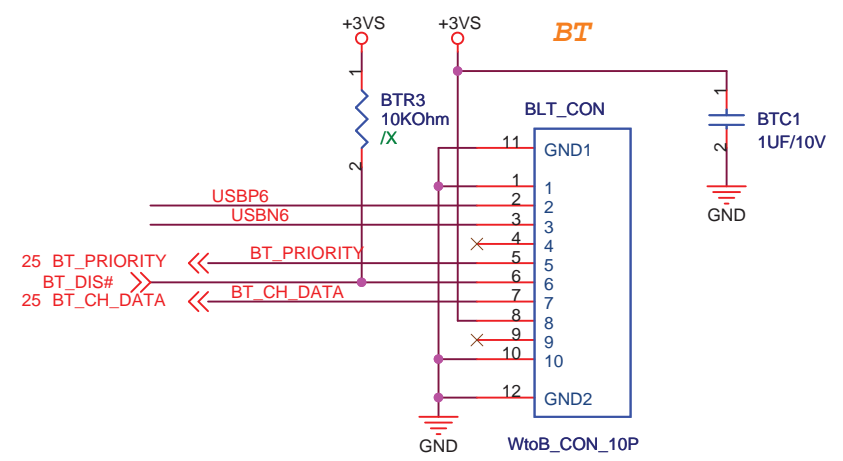 +3VS +3VS BT
1
BTR3
10KOhm
/X
2
1
BTC1
1UF/10V
2
GND
BLT_CON
11 GND1
1 1
USBP6 2 2
USBN6 3 3
4 4
25 BT_PRIORITY BT_PRIORITY 5 5
BT_DIS# 6 6
25 BT_CH_DATA BT_CH_DATA 7 7
8 8
9 9
10 10
12 GND2
GND
WtoB_CON_10P